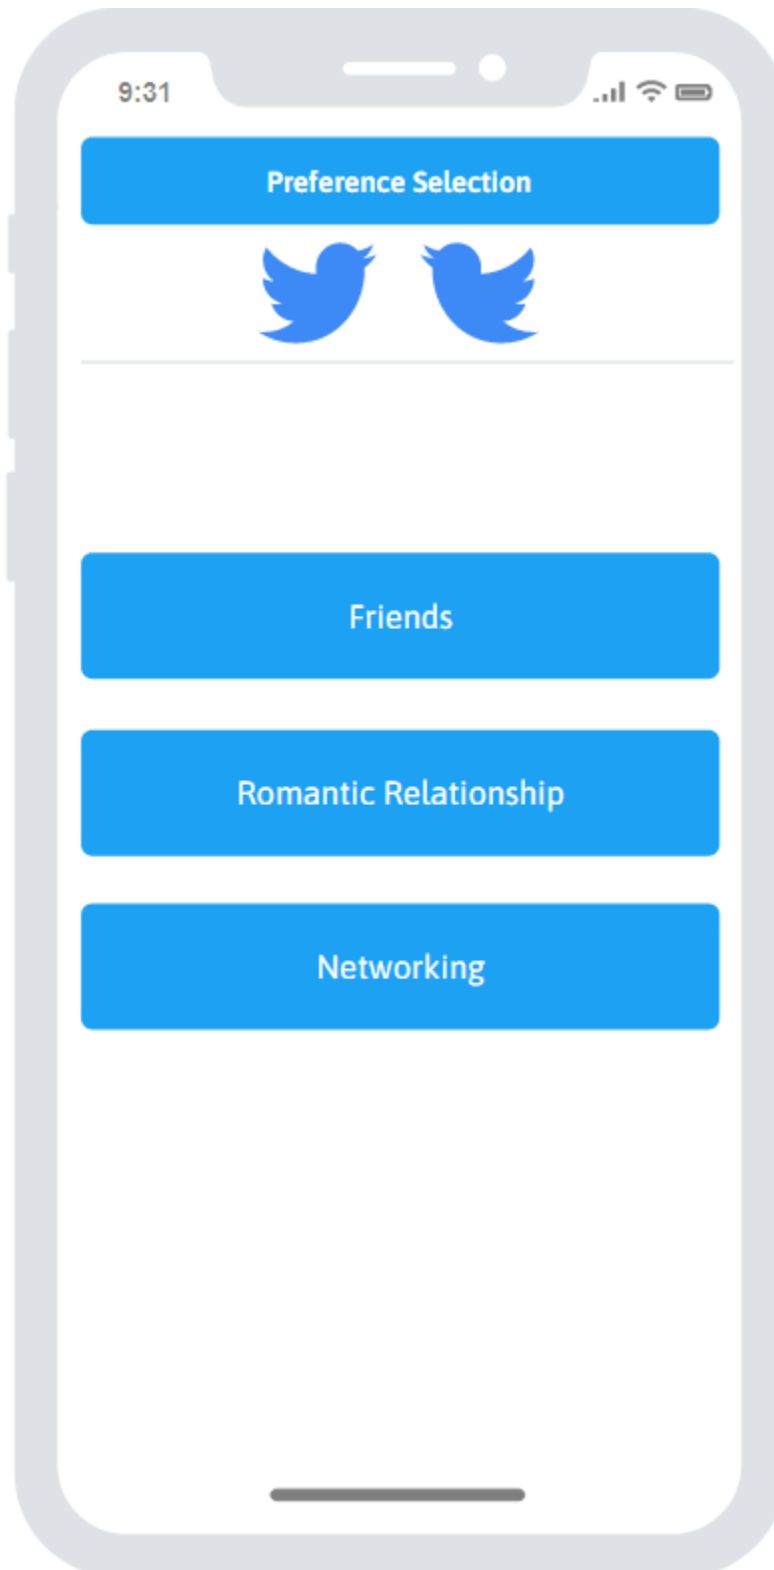 9:31
Preference Selection
Friends
Romantic Relationship
Networking